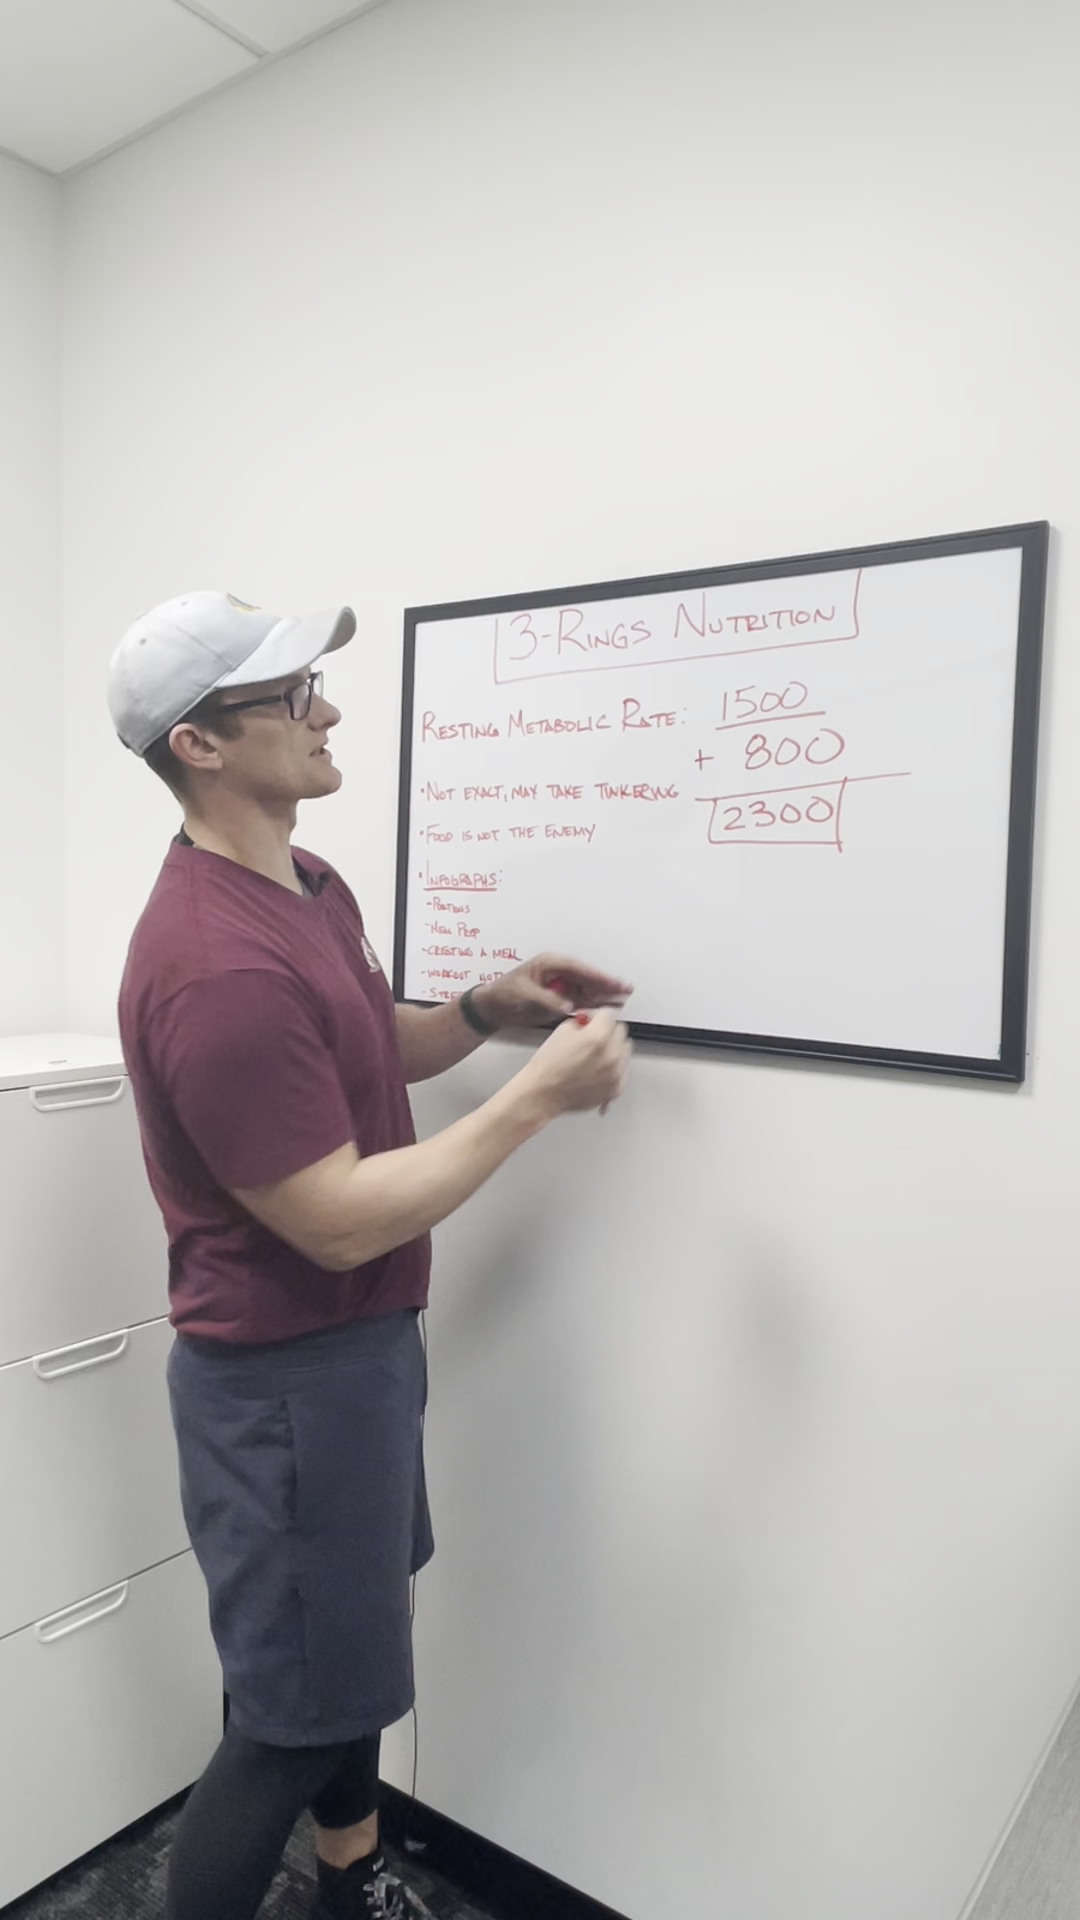 3-RINGS NUTRITION
RESTING METABOLIC RATE: 1500
+ 800
2300
• NOT EXACT, MAY TAKE TINKERING
• FOOD IS NOT THE ENEMY
• INFOGRAPHS:
- PORTIONS
- MEAL PREP
- CREATING A MEAL
- WORKOUT